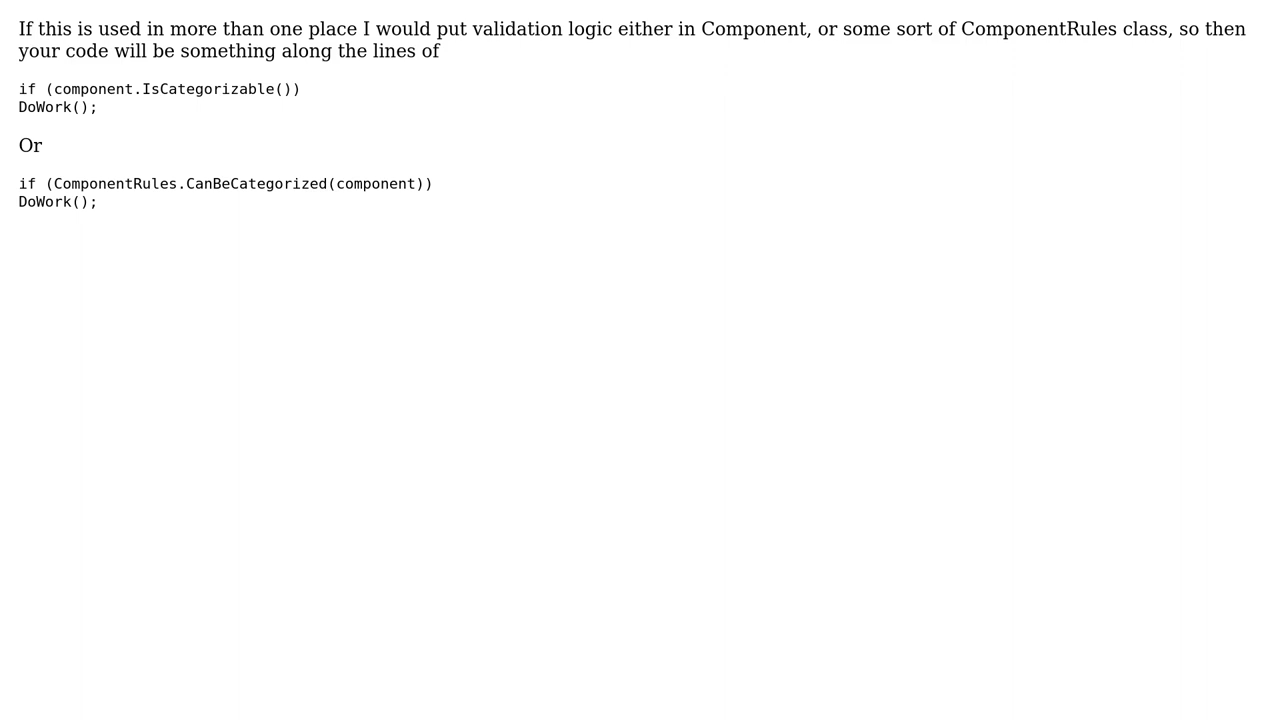 If this is used in more than one place I would put validation logic either in Component, or some sort of ComponentRules class, so then
your code will be something along the lines of
if (component.IsCategorizable())
DoWork();
Or
if (ComponentRules.CanBeCategorized(component))
DoWork();